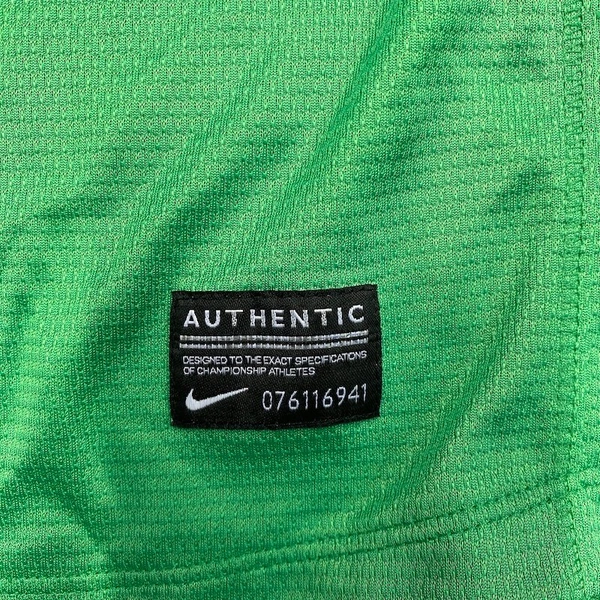 AUTHENTIC
DESIGNED TO THE EXACT SPECIFICATIONS
OF CHAMPIONSHIP ATHLETES
076116941